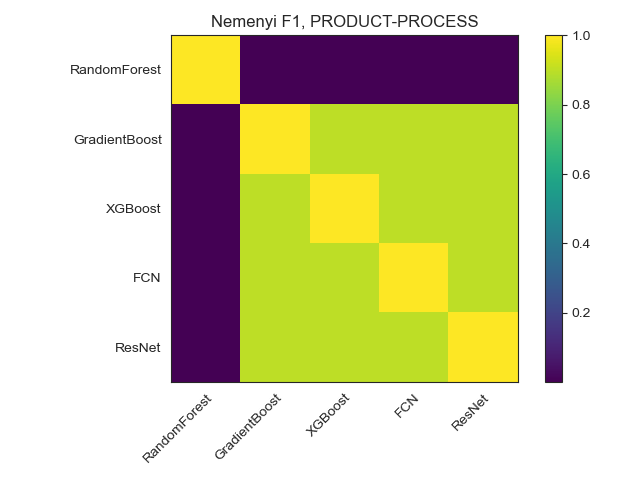 Nemenyi F1, PRODUCT-PROCESS
RandomForest
GradientBoost
XGBoost
FCN
ResNet
RandomForest
GradientBoost
XGBoost
FCN
ResNet
1.0
0.8
0.6
0.4
0.2